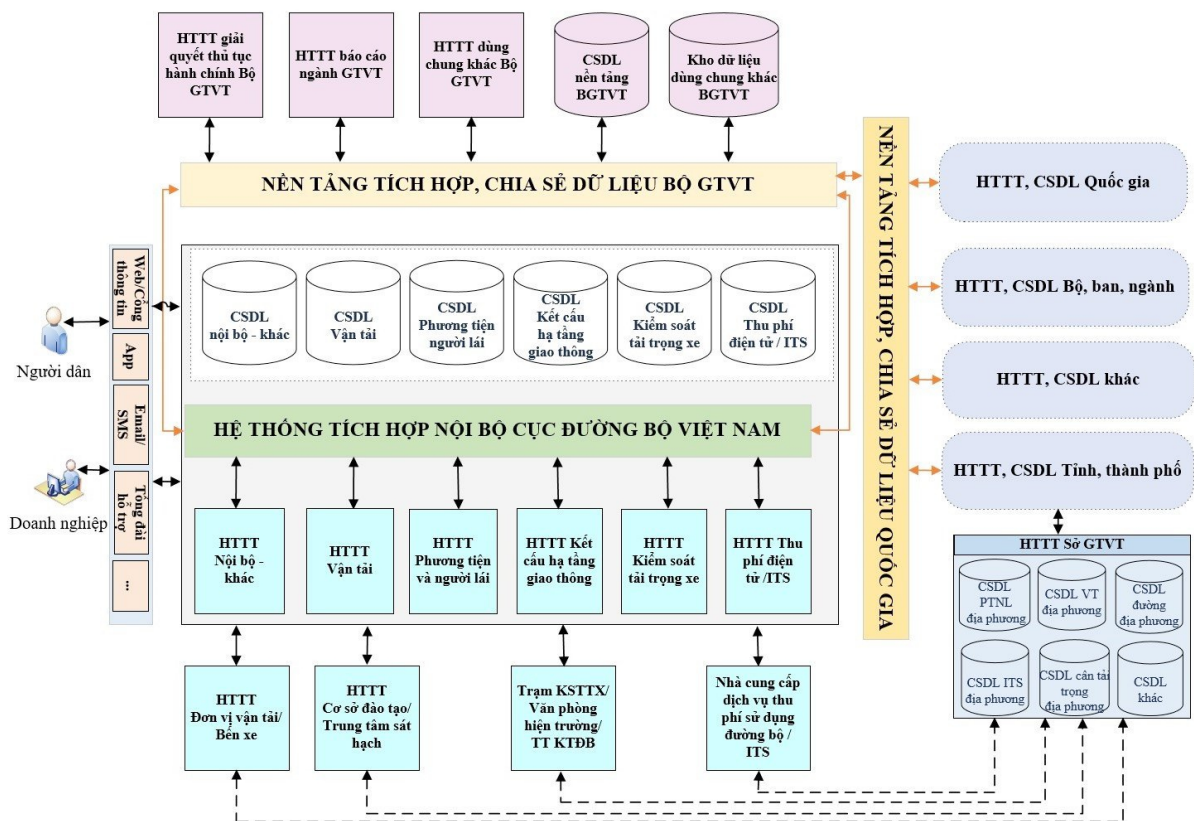 HTTT giải
quyết thủ tục
hành chính Bộ
GTVT
HTTT báo cáo
ngành GTVT
HTTT dùng
chung khác Bộ
GTVT
CSDL
nền tảng
BGTVT
Kho dữ liệu
dùng chung khác
BGTVT
NỀN TẢNG TÍCH HỢP, CHIA SẺ DỮ LIỆU BỘ GTVT
NỀN TẢNG TÍCH HỢP, CHIA SẺ DỮ LIỆU QUỐC GIA
HTTT, CSDL Quốc gia
HTTT, CSDL Bộ, ban, ngành
HTTT, CSDL khác
HTTT, CSDL Tỉnh, thành phố
Người dân
Doanh nghiệp
Web/Cổng
thông tin
App
Email/
SMS
Tổng đài
hỗ trợ
...
CSDL
nội bộ - khác
CSDL
Vận tải
CSDL
Phương tiện
người lái
CSDL
Kết cấu
hạ tầng
giao thông
CSDL
Kiểm soát
tải trọng xe
CSDL
Thu phí
điện tử / ITS
HỆ THỐNG TÍCH HỢP NỘI BỘ CỤC ĐƯỜNG BỘ VIỆT NAM
HTTT
Nội bộ -
khác
HTTT
Vận tải
HTTT
Phương tiện
và người lái
HTTT Kết
cấu hạ tầng
giao thông
HTTT
Kiểm soát
tải trọng xe
HTTT Thu
phí điện
tử /ITS
HTTT Sở GTVT
CSDL
PTNL
địa phương
CSDL VT
địa phương
CSDL
đường
địa phương
CSDL ITS
địa phương
CSDL cân tải
trọng
địa phương
CSDL
khác
HTTT
Đơn vị vận tải/
Bến xe
HTTT
Cơ sở đào tạo/
Trung tâm sát
hạch
Trạm KSTTX/
Văn phòng
hiện trường/
TT KTĐB
Nhà cung cấp
dịch vụ thu
phí sử dụng
đường bộ /
ITS